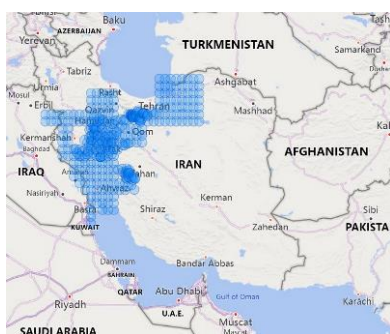 Baku
AZERBAIJAN
Yerevan
TURKMENISTAN
Samarkand
Tabriz
Ashgabat
Urmia
Mosul
Erbil
Rasht
Qazvin
Tehran
Mashhad
Qom
Kermanshah
Baghdad
IRAN
AFGHANISTAN
IRAQ
Ahvaz
Nasiriyah
Kerman
Basra
Shiraz
Zahedan
Sibi
KUWAIT
PAKISTA
Bandar Abbas
Dammam
BAHRAIN
QATAR
Abu Dhabi
Gulf of Oman
Karachi
Riyadh
U.A.E.
Muscat
SAUDI ARABIA